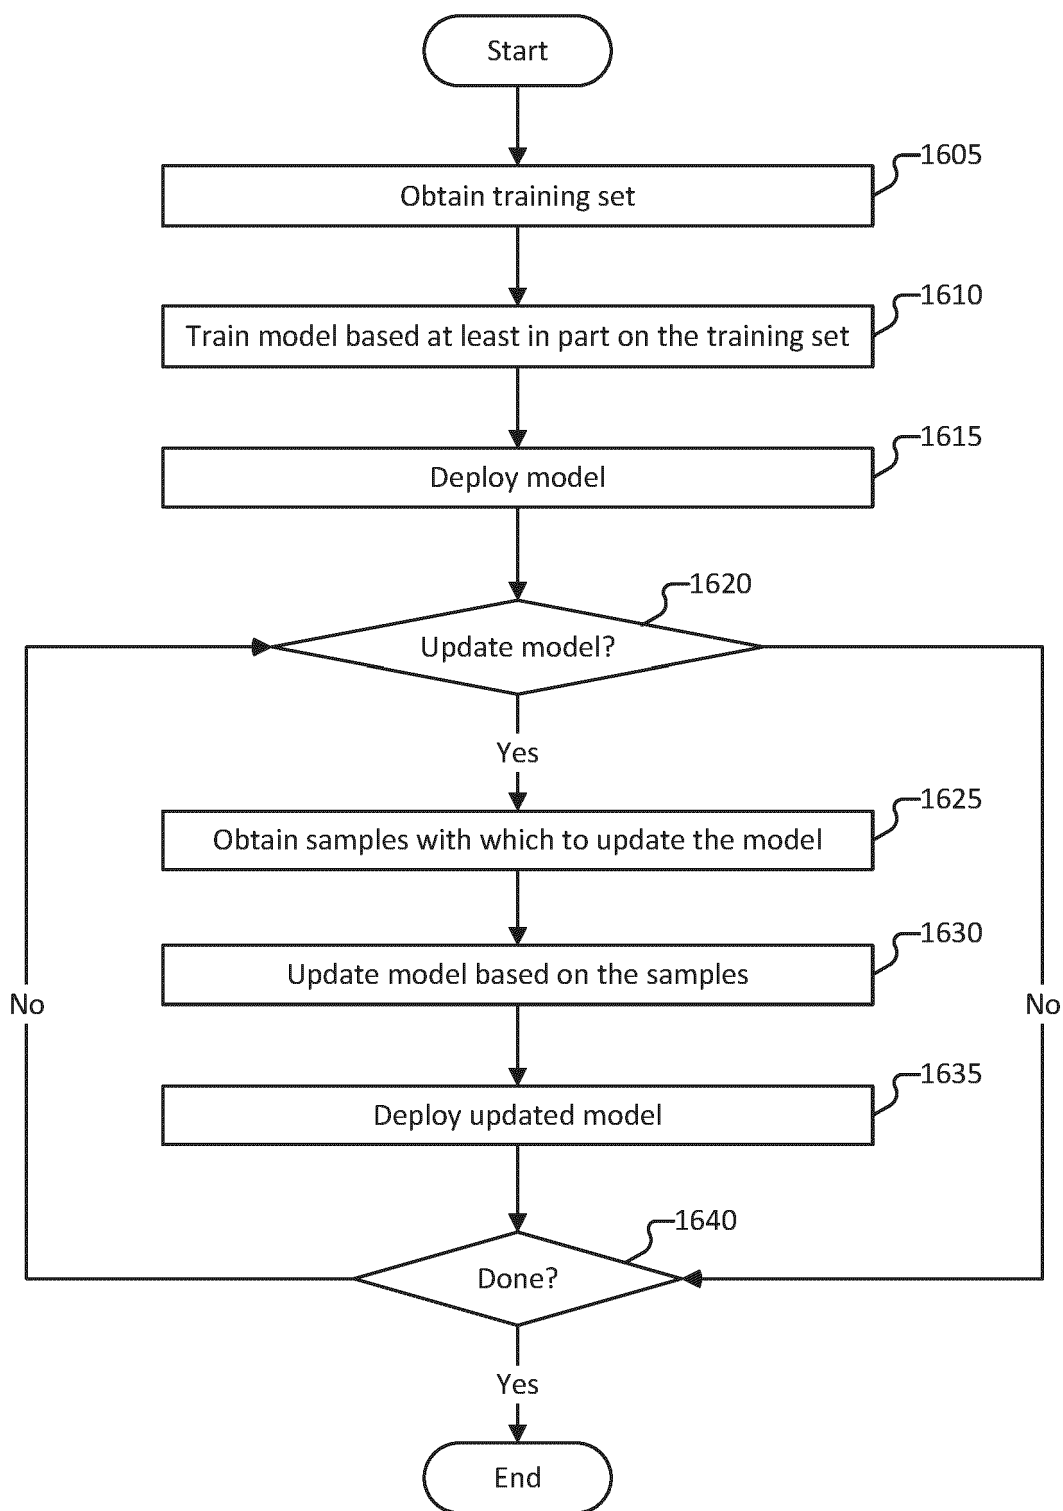 Start
1605
Obtain training set
1610
Train model based at least in part on the training set
1615
Deploy model
1620
Update model?
Yes
1625
Obtain samples with which to update the model
1630
Update model based on the samples
No
No
1635
Deploy updated model
1640
Done?
Yes
End